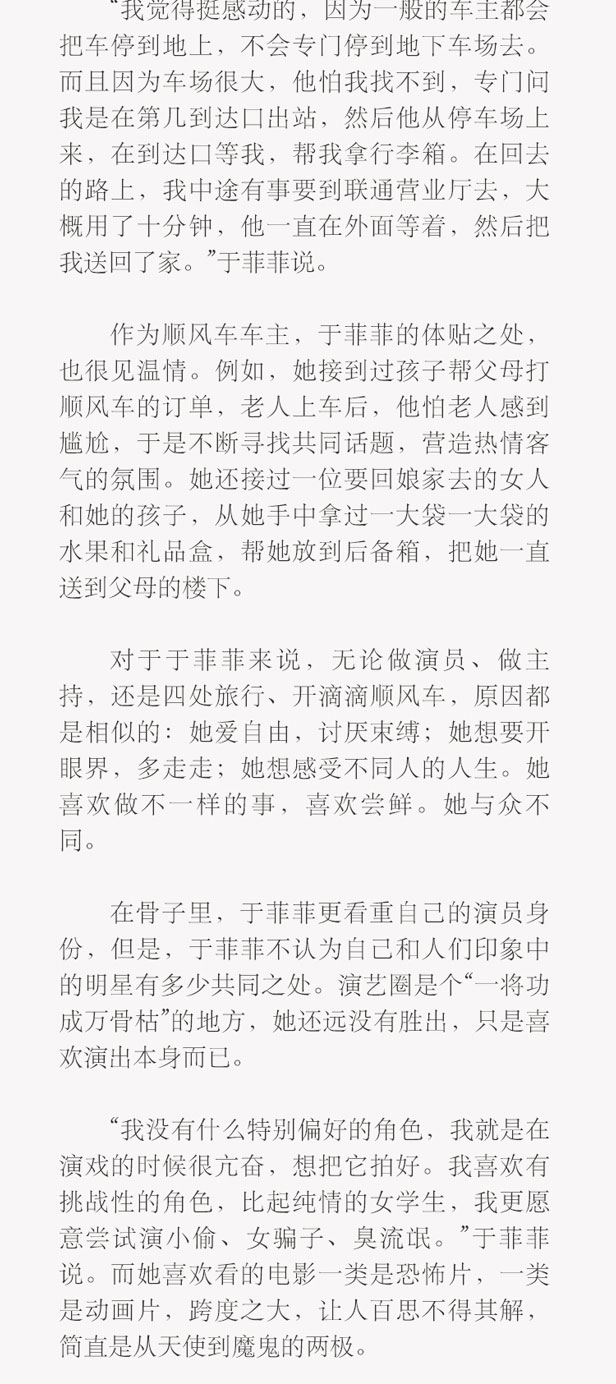 “我觉得挺感动的，因为一般的车主都会
把车停到地上，不会专门停到地下车场去。
而且因为车场很大，他怕我找不到，专门问
我是在第几到达口出站，然后他从停车场上
来，在到达口等我，帮我拿行李箱。在回去
的路上，我中途有事要到联通营业厅去，大
概用了十分钟，他一直在外面等着，然后把
我送回了家。”于菲菲说。
作为顺风车车主，于菲菲的体贴之处，
也很见温情。例如，她接到过孩子帮父母打
顺风车的订单，老人上车后，他怕老人感到
尴尬，于是不断寻找共同话题，营造热情客
气的氛围。她还接过一位要回娘家去的女人
和她的孩子，从她手中拿过一大袋一大袋的
水果和礼品盒，帮她放到后备箱，把她一直
送到父母的楼下。
对于于菲菲来说，无论做演员、做主
持，还是四处旅行、开滴滴顺风车，原因都
是相似的：她爱自由，讨厌束缚；她想要开
眼界，多走走；她想感受不同人的人生。她
喜欢做不一样的事，喜欢尝鲜。她与众不
同。
在骨子里，于菲菲更看重自己的演员身
份，但是，于菲菲不认为自己和人们印象中
的明星有多少共同之处。演艺圈是个“一将功
成万骨枯”的地方，她还远没有胜出，只是喜
欢演出本身而已。
“我没有什么特别偏好的角色，我就是在
演戏的时候很亢奋，想把它拍好。我喜欢有
挑战性的角色，比起纯情的女学生，我更愿
意尝试演小偷、女骗子、臭流氓。”于菲菲
说。而她喜欢看的电影一类是恐怖片，一类
是动画片，跨度之大，让人百思不得其解，
简直是从天使到魔鬼的两极。